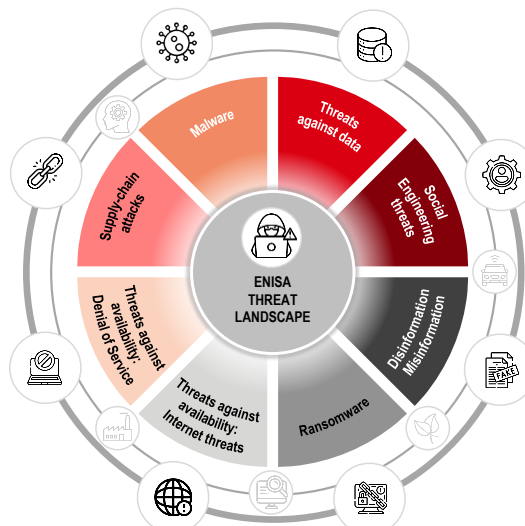 Malware
Threats
against data
Social
Engineering
threats
Disinformation
Misinformation
Ransomware
Threats against
availability:
Internet threats
Threats against
availability:
Denial of Service
Supply-chain
attacks
ENISA
THREAT
LANDSCAPE
FAKE